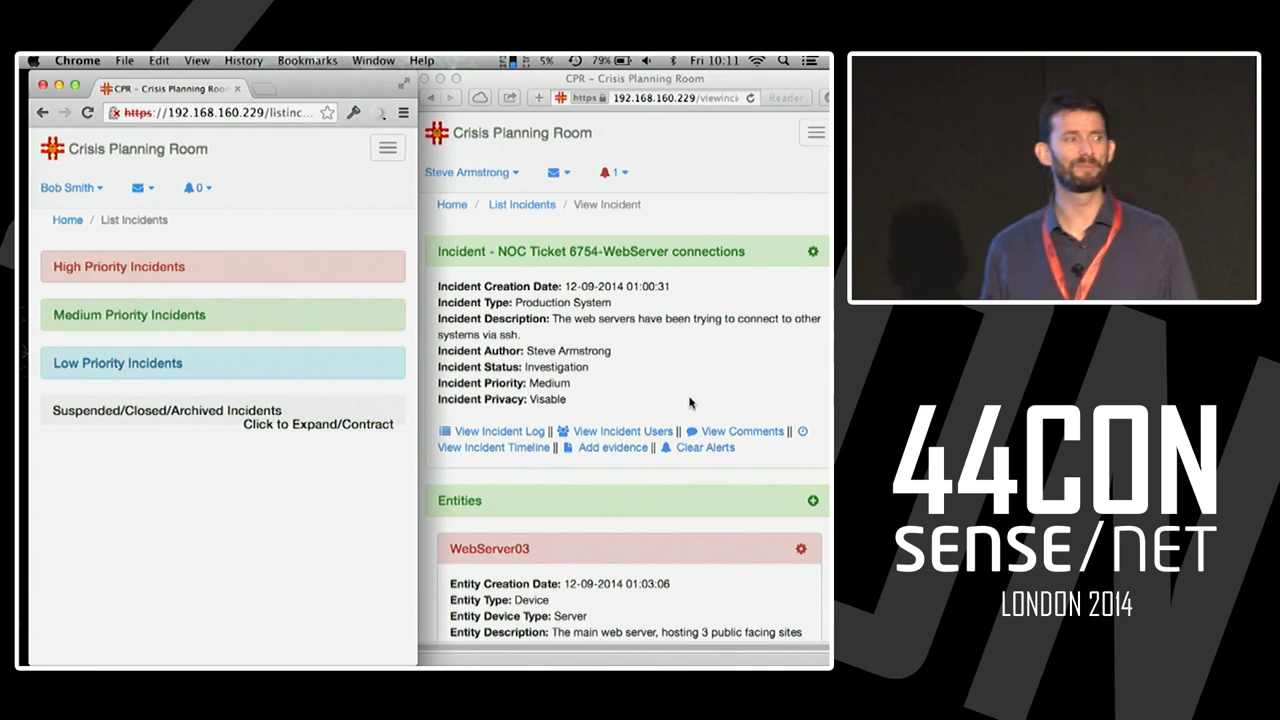 Chrome File Edit View History Bookmarks Window Help 5% 79% Fri 10:11
CPR – Crisis Planning Room
https://192.168.160.229/listinc...
Crisis Planning Room
Bob Smith
0
Home / List Incidents
High Priority Incidents
Medium Priority Incidents
Low Priority Incidents
Suspended/Closed/Archived Incidents
Click to Expand/Contract
CPR – Crisis Planning Room
https 192.168.160.229/viewinci Reader
Crisis Planning Room
Steve Armstrong 1
Home / List Incidents / View Incident
Incident - NOC Ticket 6754-WebServer connections
Incident Creation Date: 12-09-2014 01:00:31
Incident Type: Production System
Incident Description: The web servers have been trying to connect to other
systems via ssh.
Incident Author: Steve Armstrong
Incident Status: Investigation
Incident Priority: Medium
Incident Privacy: Visable
View Incident Log || View Incident Users || View Comments ||
View Incident Timeline || Add evidence || Clear Alerts
Entities
WebServer03
Entity Creation Date: 12-09-2014 01:03:06
Entity Type: Device
Entity Device Type: Server
Entity Description: The main web server, hosting 3 public facing sites
44CON
SENSE/NET
LONDON 2014